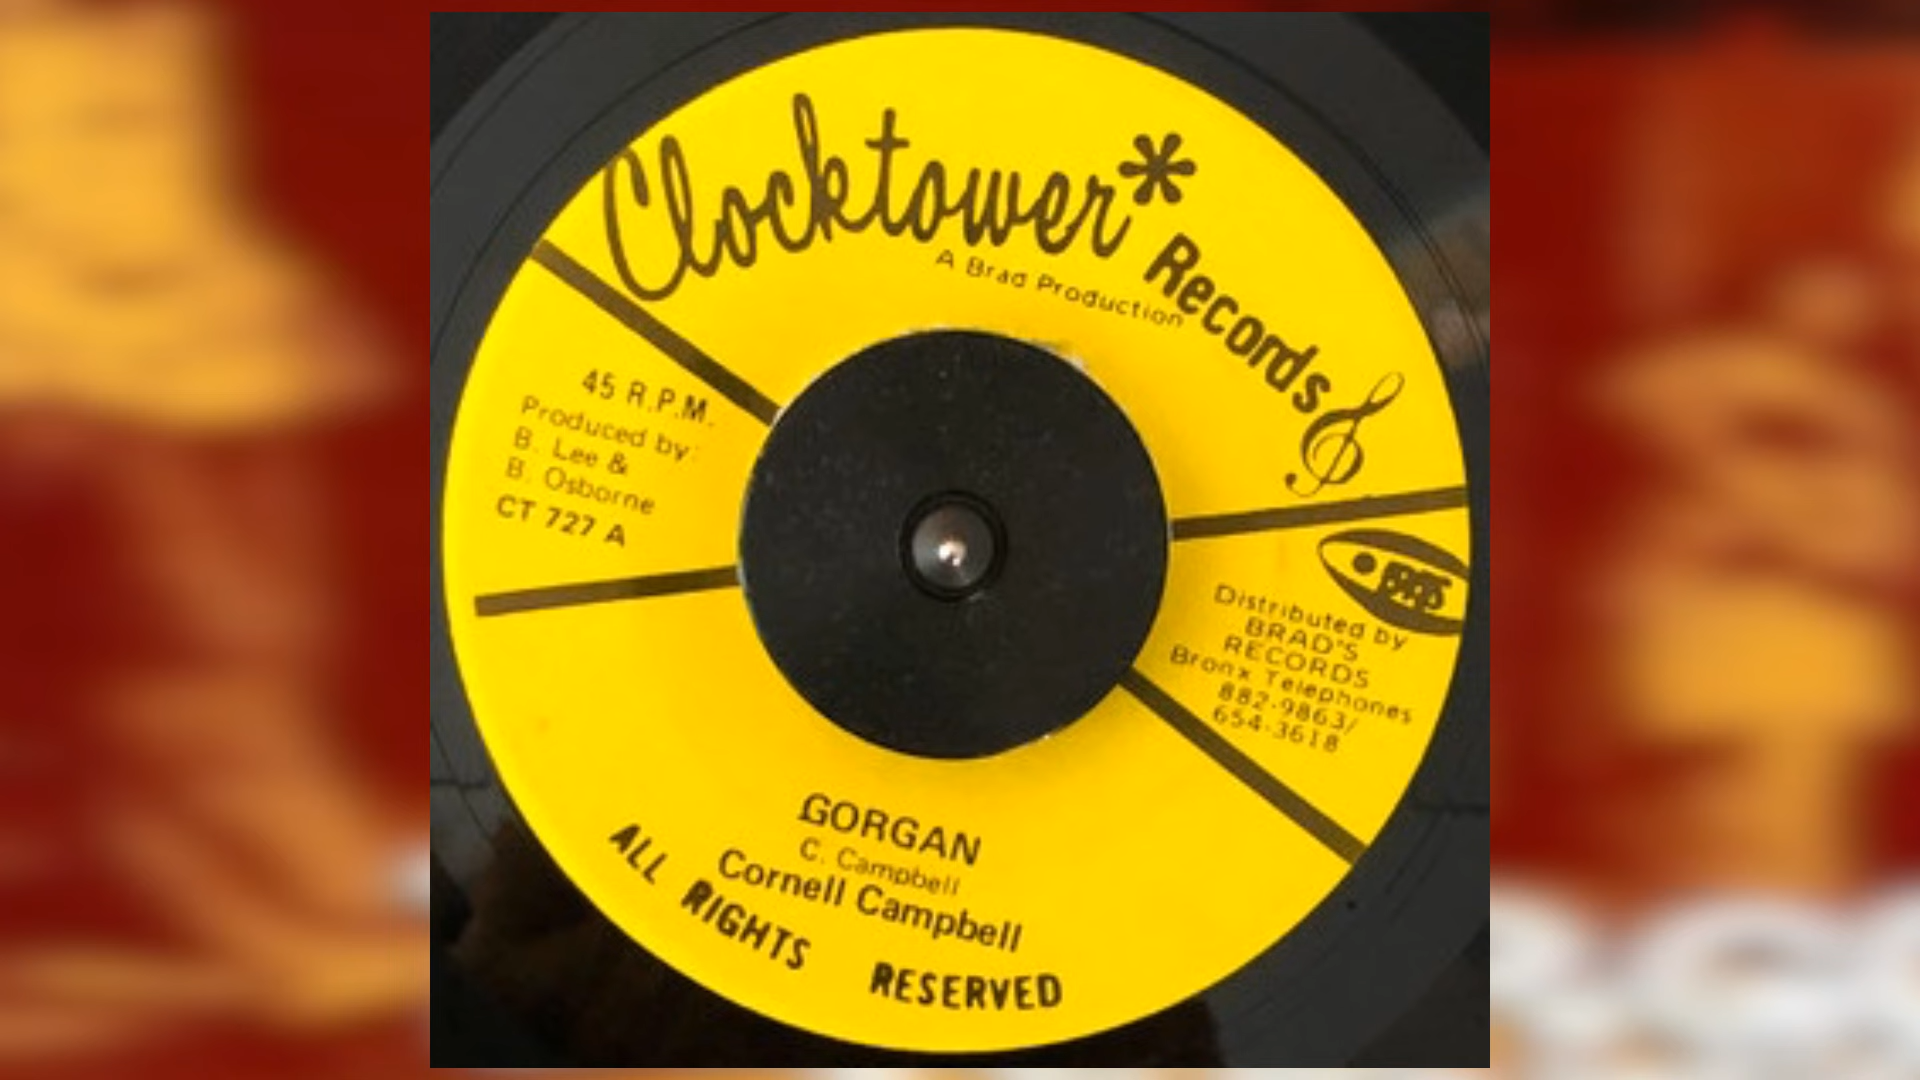 Clocktower* Records
A Brad Production
45 R.P.M.
Produced by:
B. Lee &
B. Osborne
CT 727 A
BRADS
Distributed by
BRAD'S
RECORDS
Bronx Telephones
882-9863/
654-3618
GORGAN
C. Campbell
Cornell Campbell
ALL RIGHTS RESERVED